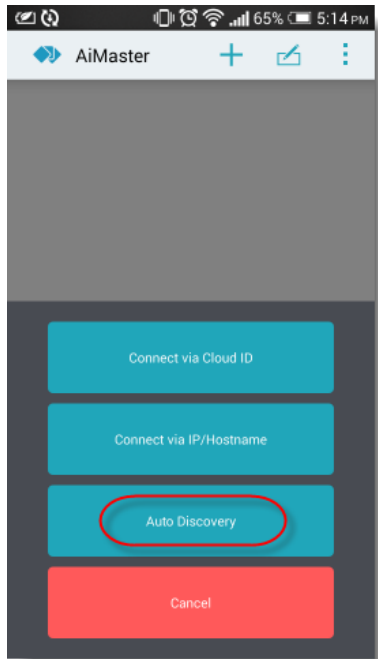 65% 5:14 PM
AiMaster
Connect via Cloud ID
Connect via IP/Hostname
Auto Discovery
Cancel